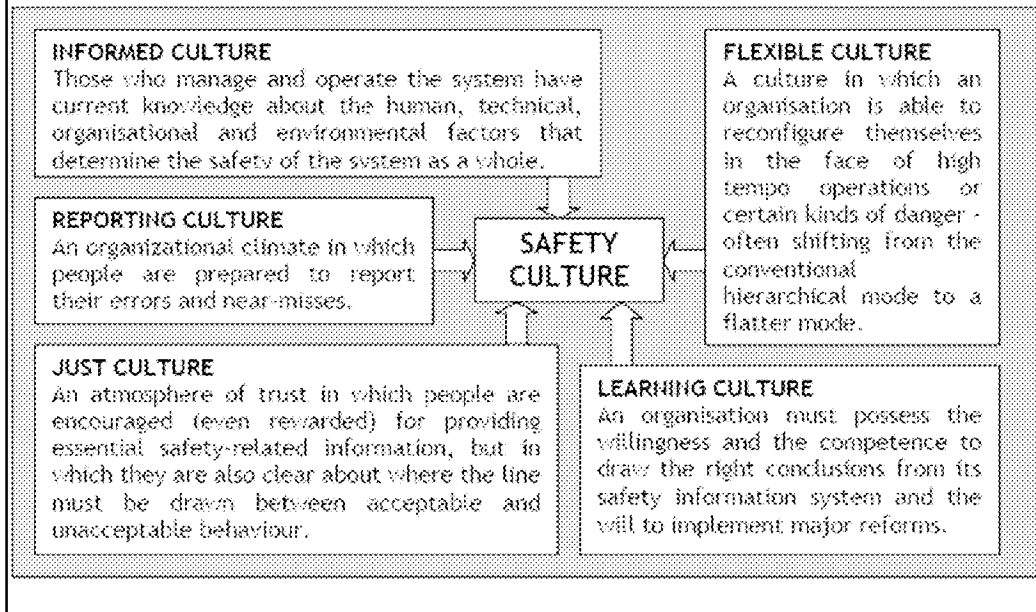 INFORMED CULTURE
Those who manage and operate the system have
current knowledge about the human, technical,
organisational and environmental factors that
determine the safety of the system as a whole.
REPORTING CULTURE
An organizational climate in which
people are prepared to report
their errors and near-misses.
JUST CULTURE
An atmosphere of trust in which people are
encouraged (even rewarded) for providing
essential safety-related information, but in
which they are also clear about where the line
must be drawn between acceptable and
unacceptable behaviour.
SAFETY
CULTURE
FLEXIBLE CULTURE
A culture in which an
organisation is able to
reconfigure themselves
in the face of high
tempo operations or
certain kinds of danger -
often shifting from the
conventional
hierarchical mode to a
flatter mode.
LEARNING CULTURE
An organisation must possess the
willingness and the competence to
draw the right conclusions from its
safety information system and the
will to implement major reforms.